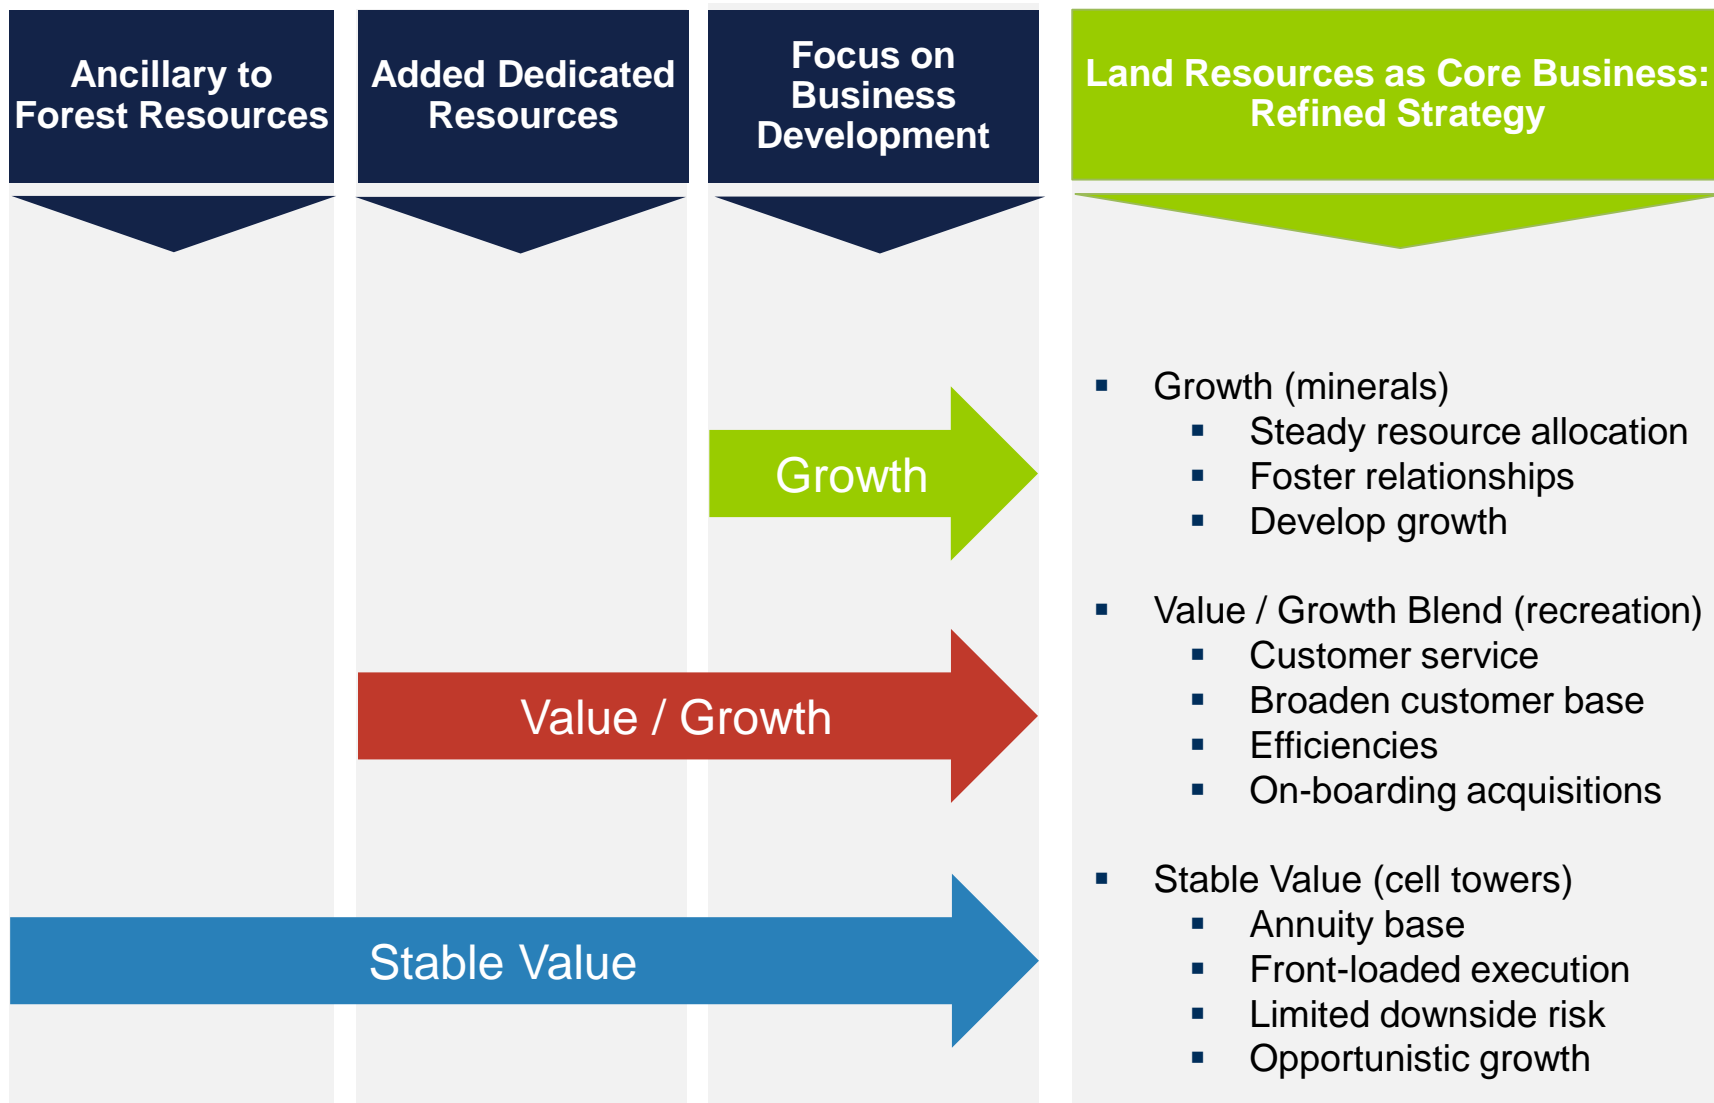 Ancillary to
Forest Resources
Added Dedicated
Resources
Focus on
Business
Development
Land Resources as Core Business:
Refined Strategy
Growth
Value / Growth
Stable Value
▪ Growth (minerals)
▪ Steady resource allocation
▪ Foster relationships
▪ Develop growth
▪ Value / Growth Blend (recreation)
▪ Customer service
▪ Broaden customer base
▪ Efficiencies
▪ On-boarding acquisitions
▪ Stable Value (cell towers)
▪ Annuity base
▪ Front-loaded execution
▪ Limited downside risk
▪ Opportunistic growth